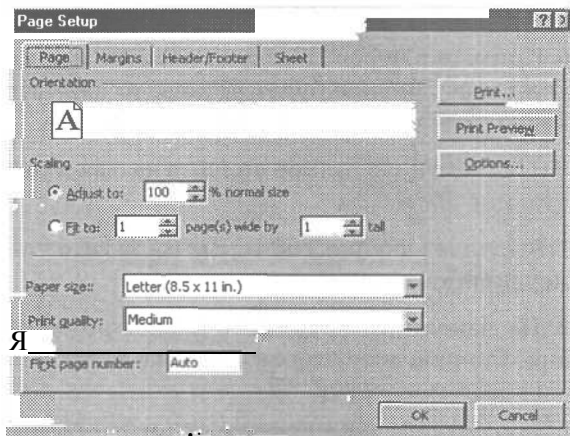 Page Setup
Page Margins Header/Footer Sheet
Orientation
A
Print...
Print Preview
Scaling
Options...
Adjust to: 100 % normal size
Fit to: 1 page(s) wide by 1 tall
Paper size:: Letter (8.5 x 11 in.)
Print quality: Medium
Я
First page number: Auto
OK Cancel